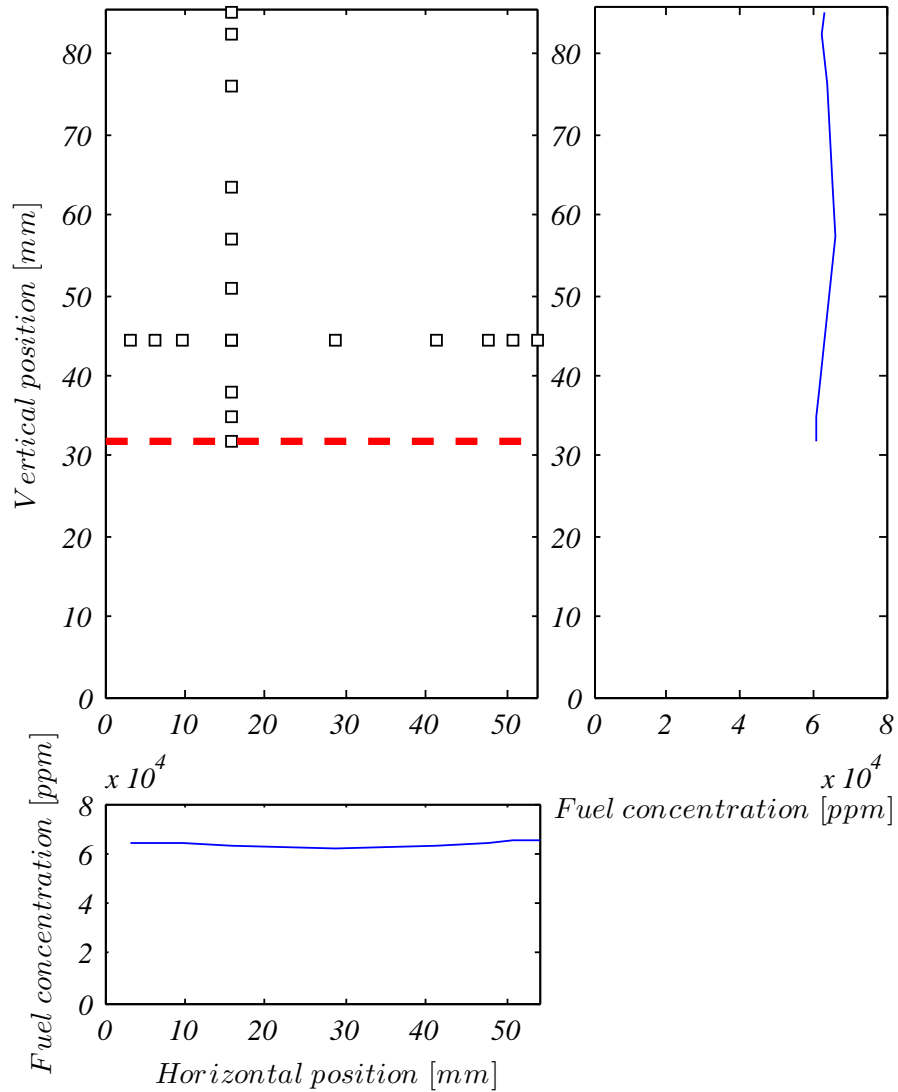 Vertical position [mm]
80
70
60
50
40
30
20
10
0
0 10 20 30 40 50
0 2 4 6 8
x 10^4
Fuel concentration [ppm]
Fuel concentration [ppm]
x 10^4
8
6
4
2
0
0 10 20 30 40 50
Horizontal position [mm]
80
70
60
50
40
30
20
10
0